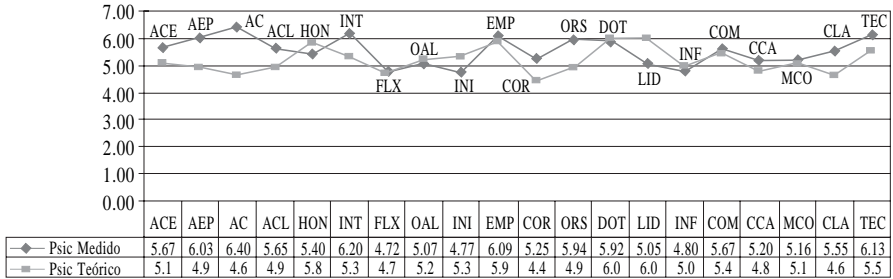 7.00
6.00
5.00
4.00
3.00
2.00
1.00
0.00
ACE AEP AC ACL HON INT FLX OAL INI EMP COR ORS DOT LID INF COM CCA MCO CLA TEC
ACE AEP AC ACL HON INT FLX OAL INI EMP COR ORS DOT LID INF COM CCA MCO CLA TEC
Psic Medido 5.67 6.03 6.40 5.65 5.40 6.20 4.72 5.07 4.77 6.09 5.25 5.94 5.92 5.05 4.80 5.67 5.20 5.16 5.55 6.13
Psic Teórico 5.1 4.9 4.6 4.9 5.8 5.3 4.7 5.2 5.3 5.9 4.4 4.9 6.0 6.0 5.0 5.4 4.8 5.1 4.6 5.5